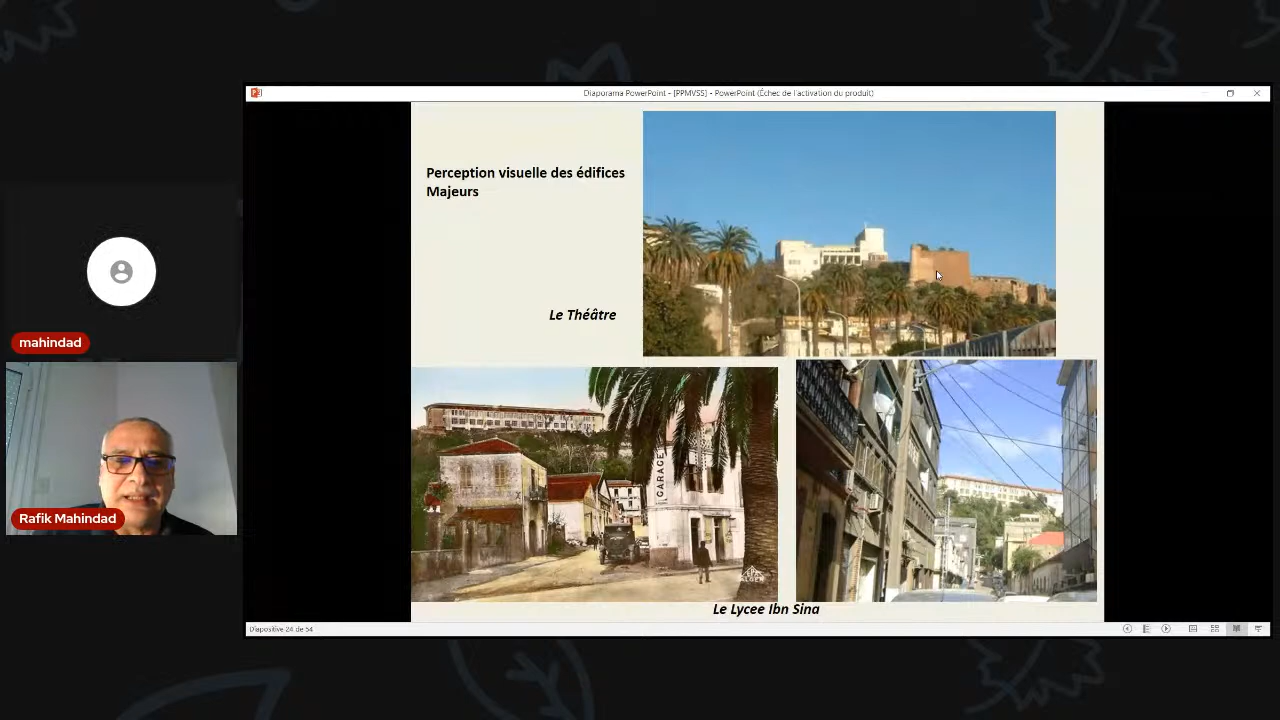 Diaporama PowerPoint - [PPMVSS] - PowerPoint (Échec de l'activation du produit)
Perception visuelle des édifices
Majeurs
Le Théâtre
mahindad
Rafik Mahindad
GARAGE
ALGER
Le Lycee Ibn Sina
Diapositive 24 de 54